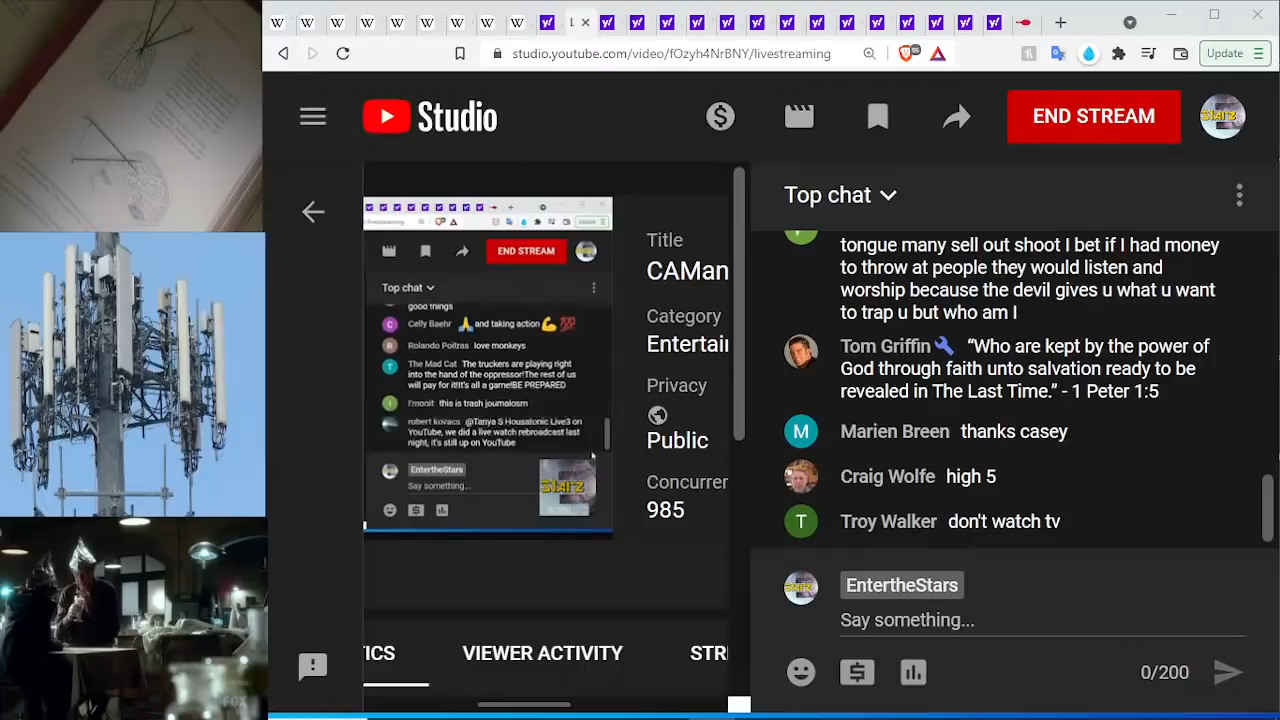 studio.youtube.com/video/fOzyh4NrBNY/livestreaming
Update
Studio
END STREAM
STARZ
Top chat
tongue many sell out shoot I bet if I had money
to throw at people they would listen and
worship because the devil gives u what u want
to trap u but who am I
Tom Griffin “Who are kept by the power of
God through faith unto salvation ready to be
revealed in The Last Time.” - 1 Peter 1:5
M Marien Breen thanks casey
Craig Wolfe high 5
T Troy Walker don't watch tv
EntertheStars
Say something...
0/200
END STREAM
Top chat
good things
C Celly Baehr 🙏and taking action💪💯
R Rolando Poitras love monkeys
T The Mad Cat The truckers are playing right
into the hand of the oppressor!The rest of us
will pay for it!It's all a game!BE PREPARED
I I'monit this is trash journalosm
robert kovacs @Tanya S Housatonic Live3 on
YouTube, we did a live watch rebroadcast last
night, it's still up on YouTube
EntertheStars
Say something...
STARZ
Title
CAMan
Category
Entertai
Privacy
Public
Concurren
985
TICS
VIEWER ACTIVITY
STR
FOX